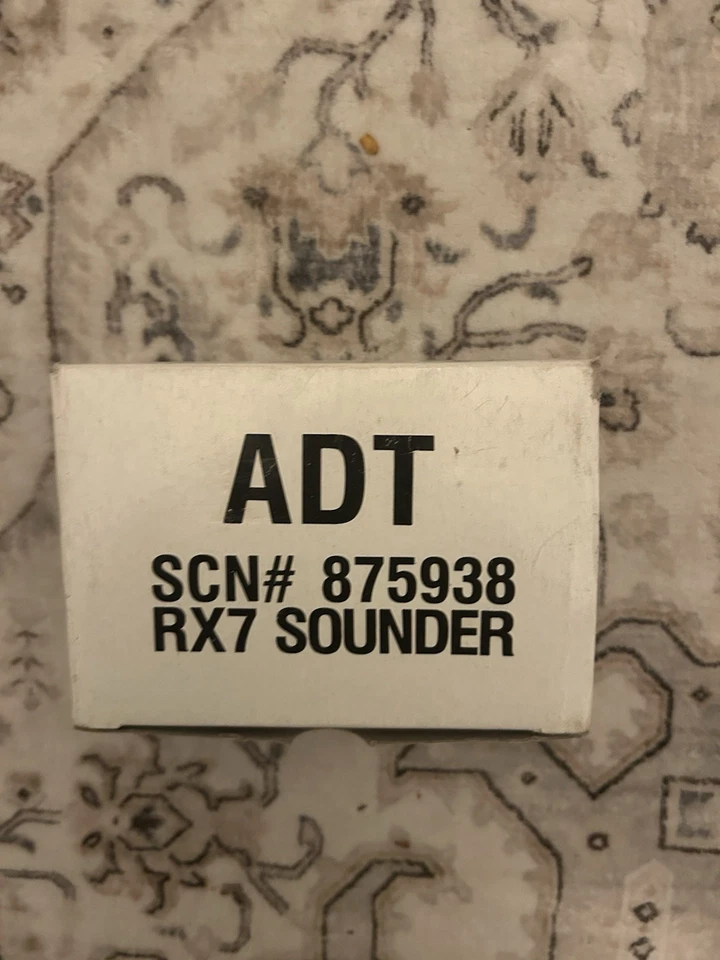 ADT
SCN# 875938
RX7 SOUNDER